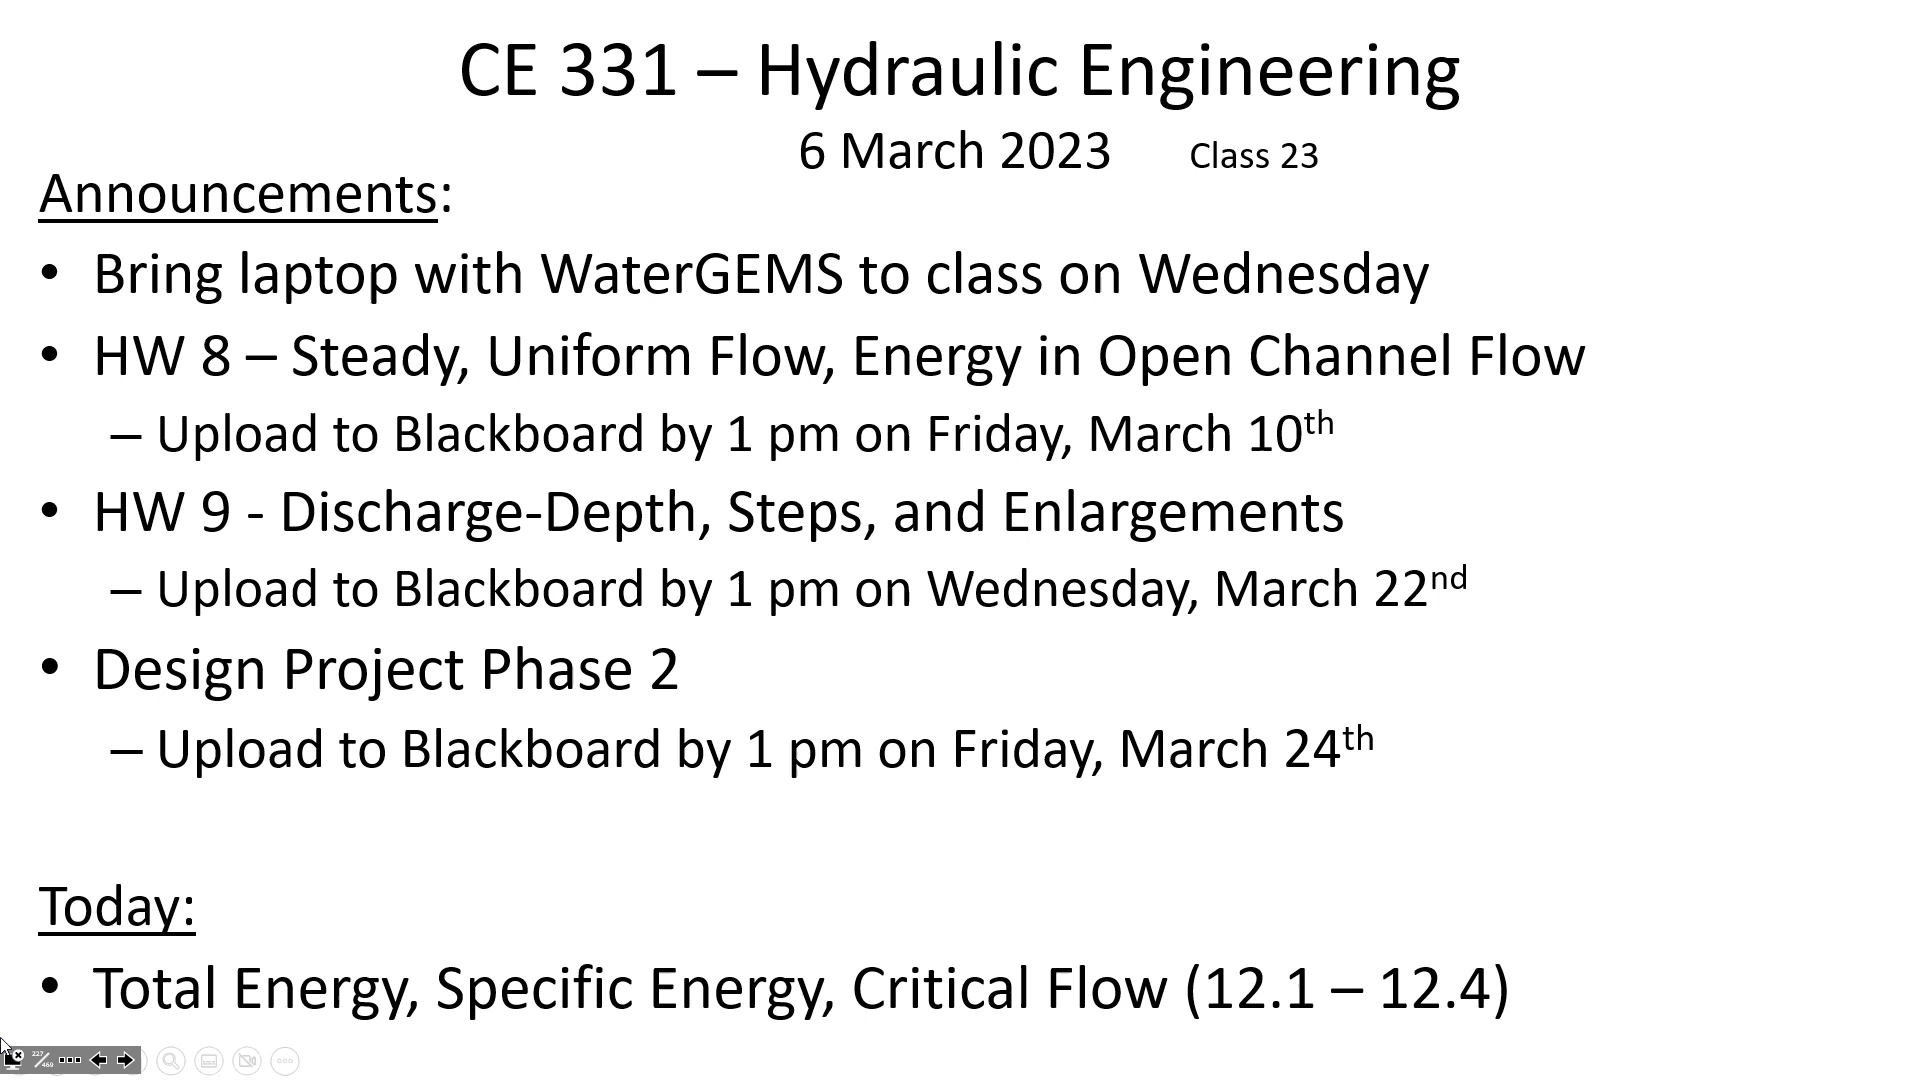 CE 331 – Hydraulic Engineering
6 March 2023 Class 23
Announcements:
• Bring laptop with WaterGEMS to class on Wednesday
• HW 8 – Steady, Uniform Flow, Energy in Open Channel Flow
– Upload to Blackboard by 1 pm on Friday, March 10th
• HW 9 - Discharge-Depth, Steps, and Enlargements
– Upload to Blackboard by 1 pm on Wednesday, March 22nd
• Design Project Phase 2
– Upload to Blackboard by 1 pm on Friday, March 24th
Today:
• Total Energy, Specific Energy, Critical Flow (12.1 – 12.4)
227/469